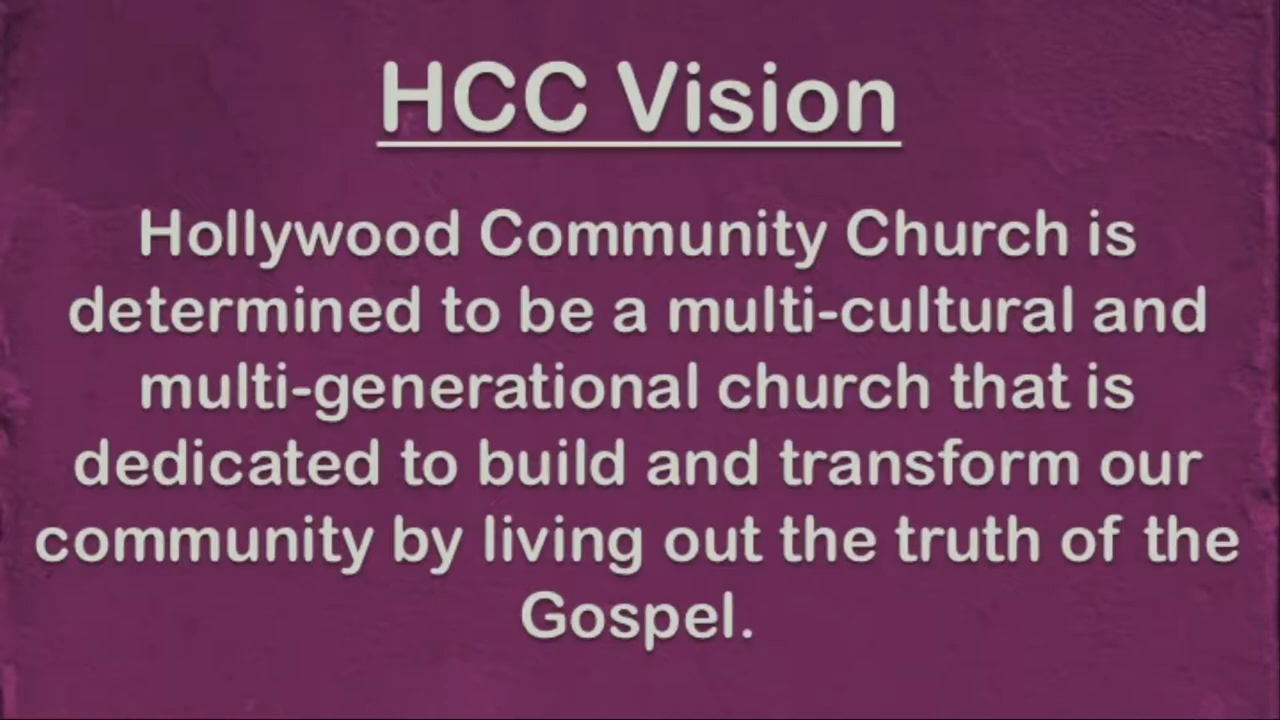 HCC Vision
Hollywood Community Church is
determined to be a multi-cultural and
multi-generational church that is
dedicated to build and transform our
community by living out the truth of the
Gospel.